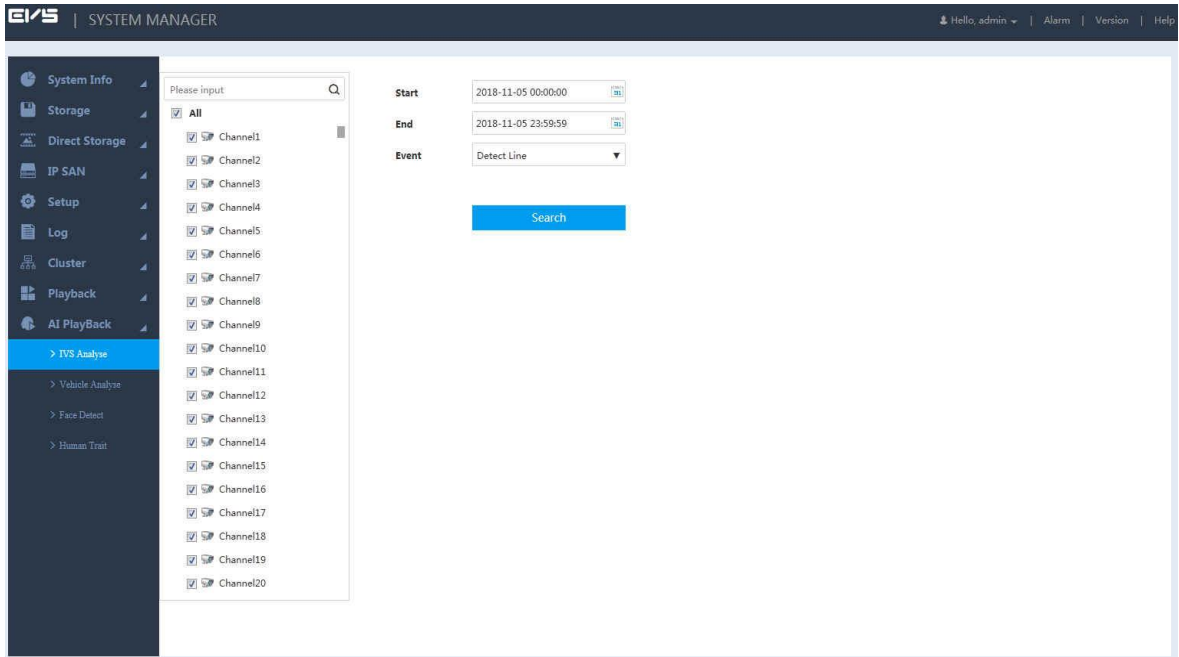 EVS | SYSTEM MANAGER
Hello, admin | Alarm | Version | Help
System Info
Storage
Direct Storage
IP SAN
Setup
Log
Cluster
Playback
AI PlayBack
> IVS Analyse
> Vehicle Analyse
> Face Detect
> Human Trait
Please input
All
Channel1
Channel2
Channel3
Channel4
Channel5
Channel6
Channel7
Channel8
Channel9
Channel10
Channel11
Channel12
Channel13
Channel14
Channel15
Channel16
Channel17
Channel18
Channel19
Channel20
Start 2018-11-05 00:00:00
End 2018-11-05 23:59:59
Event Detect Line
Search